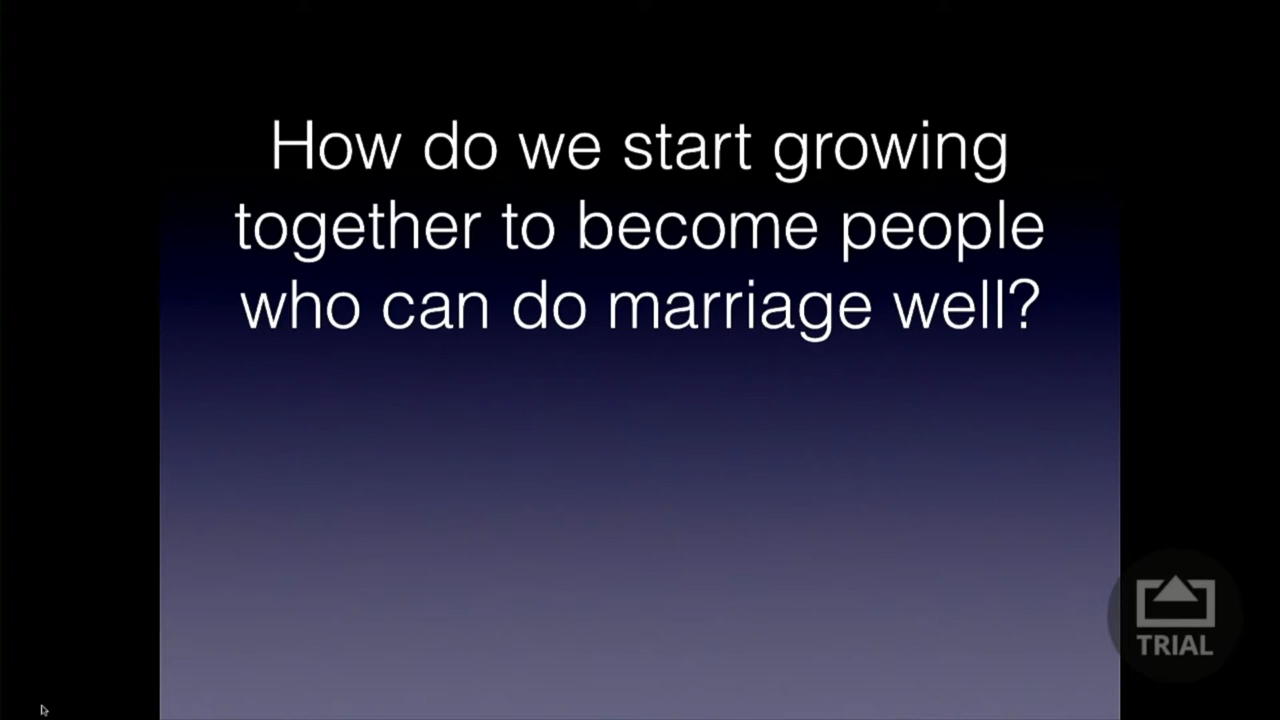 How do we start growing
together to become people
who can do marriage well?
TRIAL